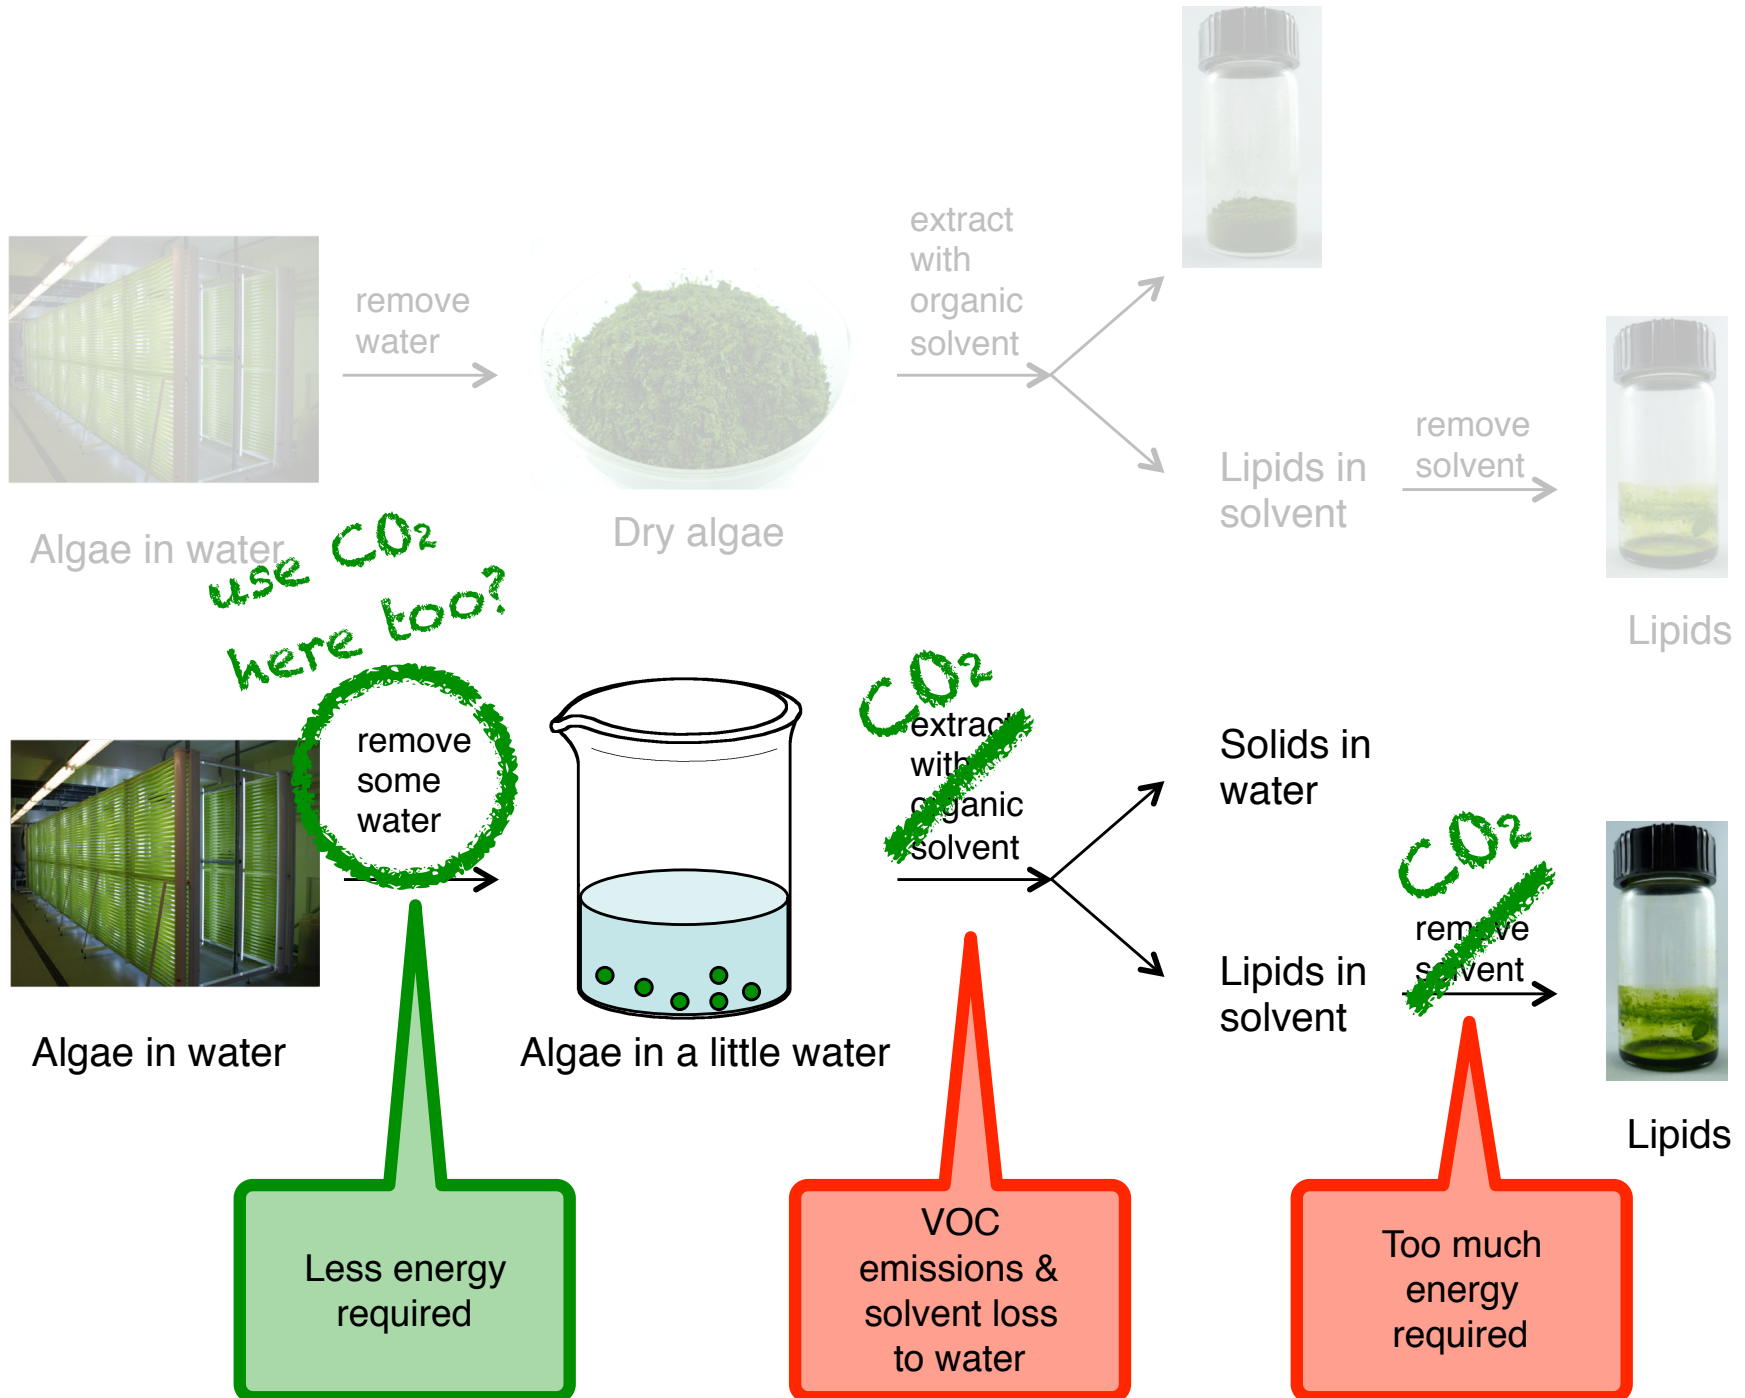 extract
with
organic
solvent
remove
water
remove
solvent
Lipids in
solvent
Dry algae
Algae in water
Lipids
use CO₂
here too?
remove
some
water
CO₂
extract
with
organic
solvent
Solids in
water
CO₂
remove
solvent
Lipids in
solvent
Algae in water
Algae in a little water
Lipids
Less energy
required
VOC
emissions &
solvent loss
to water
Too much
energy
required